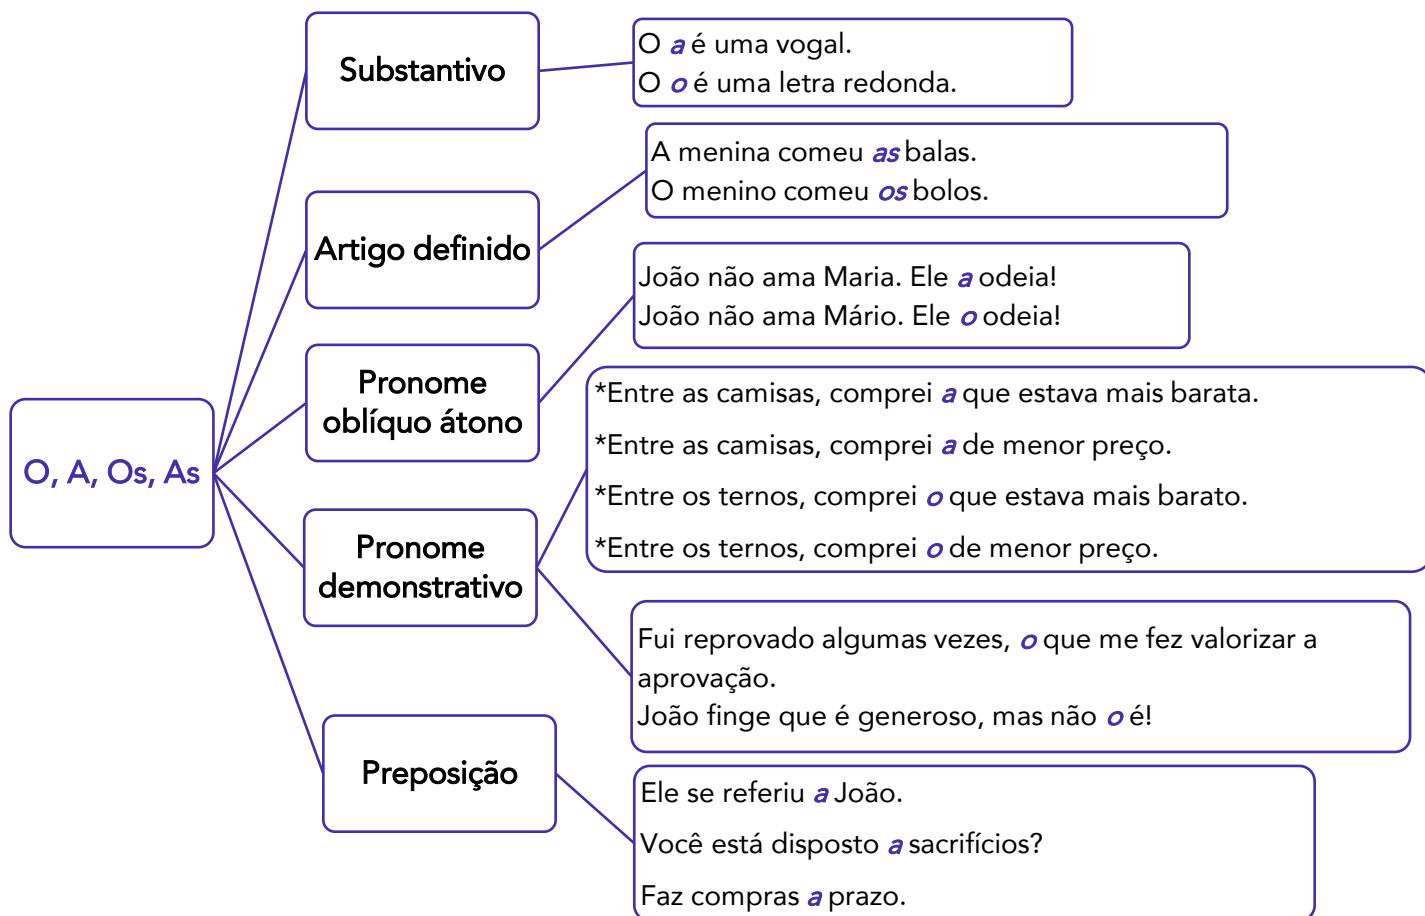 O, A, Os, As
Substantivo
O a é uma vogal.
O o é uma letra redonda.
Artigo definido
A menina comeu as balas.
O menino comeu os bolos.
Pronome
oblíquo átono
João não ama Maria. Ele a odeia!
João não ama Mário. Ele o odeia!
Pronome
demonstrativo
*Entre as camisas, comprei a que estava mais barata.
*Entre as camisas, comprei a de menor preço.
*Entre os ternos, comprei o que estava mais barato.
*Entre os ternos, comprei o de menor preço.
Fui reprovado algumas vezes, o que me fez valorizar a
aprovação.
João finge que é generoso, mas não o é!
Preposição
Ele se referiu a João.
Você está disposto a sacrifícios?
Faz compras a prazo.